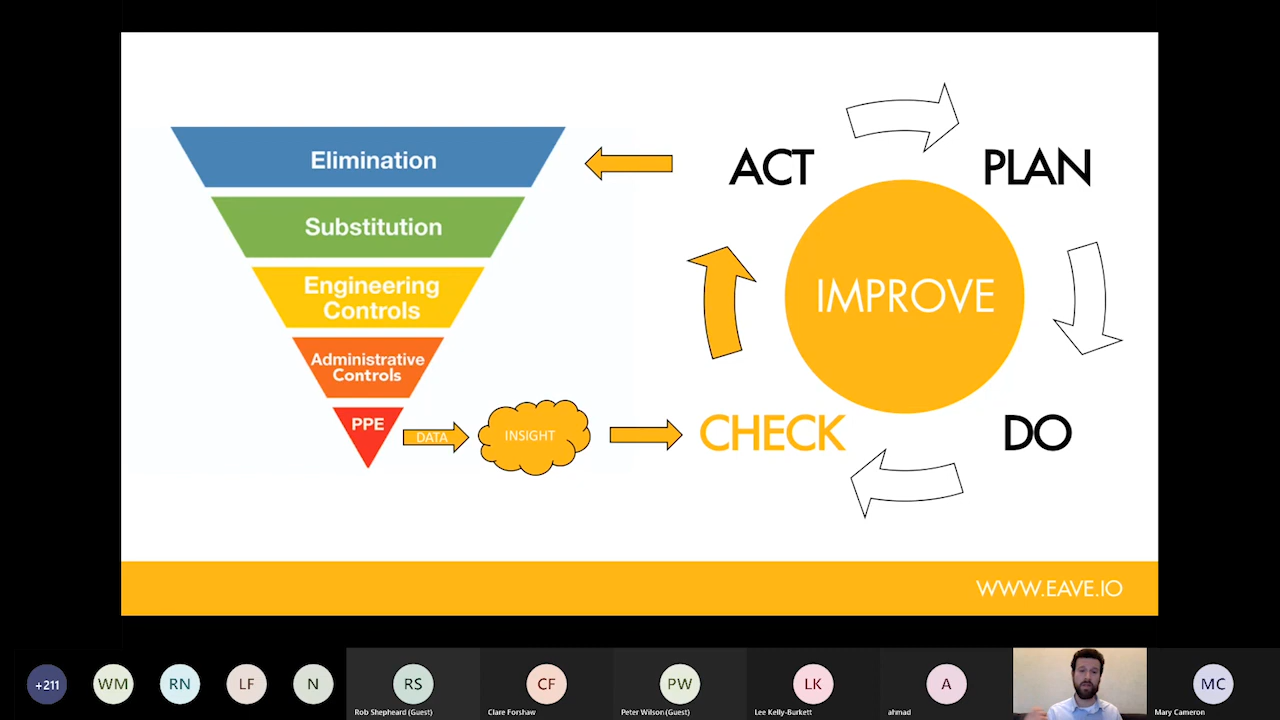 Elimination
Substitution
Engineering
Controls
Administrative
Controls
PPE
DATA
INSIGHT
ACT
PLAN
IMPROVE
CHECK
DO
WWW.EAVE.IO
+211
WM
RN
LF
N
RS
Rob Shepheard (Guest)
CF
Clare Forshaw
PW
Peter Wilson (Guest)
LK
Lee Kelly-Burkett
A
ahmad
MC
Mary Cameron